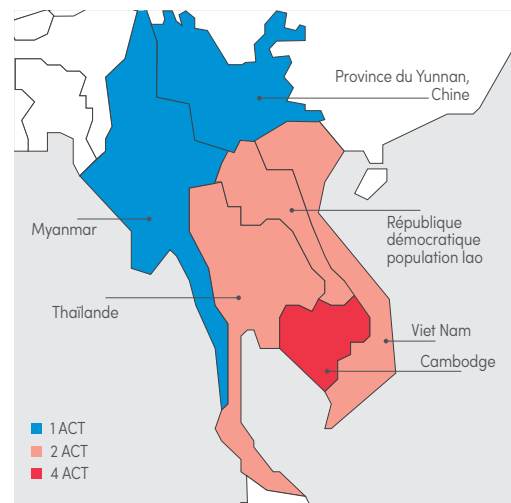 Province du Yunnan,
Chine
Myanmar
République
démocratique
population lao
Thaïlande
Viet Nam
Cambodge
1 ACT
2 ACT
4 ACT